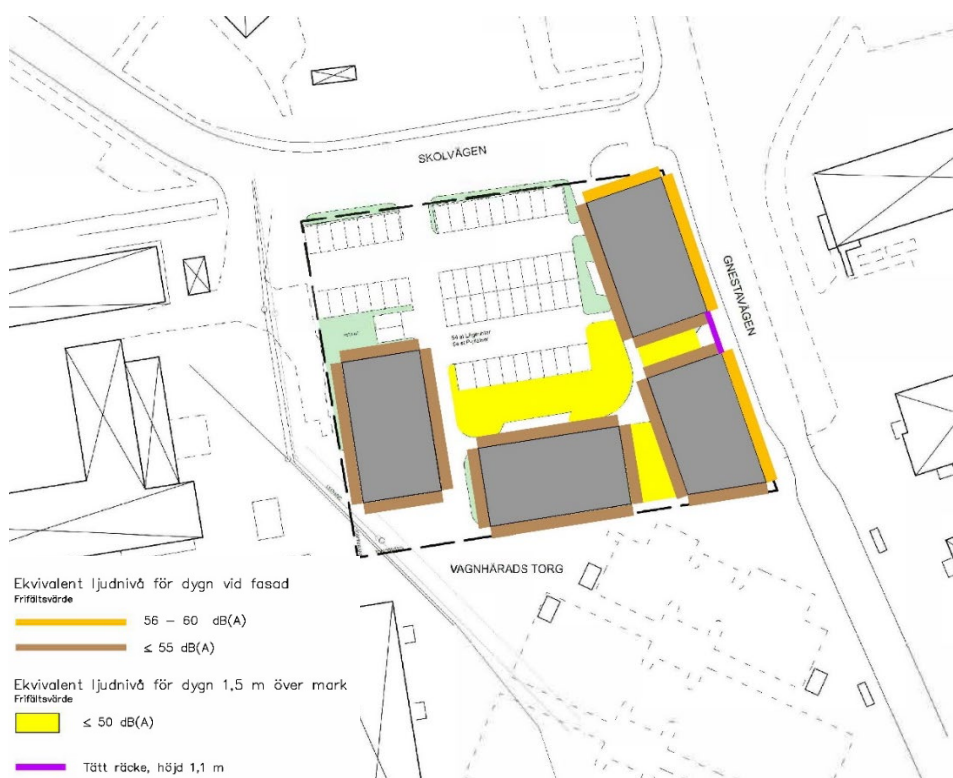 SKOLVÄGEN
GNESTAVÄGEN
VAGNHÄRADS TORG
Ekvivalent ljudnivå för dygn vid fasad
Frifältsvärde
56 – 60 dB(A)
≤ 55 dB(A)
Ekvivalent ljudnivå för dygn 1,5 m över mark
Frifältsvärde
≤ 50 dB(A)
Tätt räcke, höjd 1,1 m